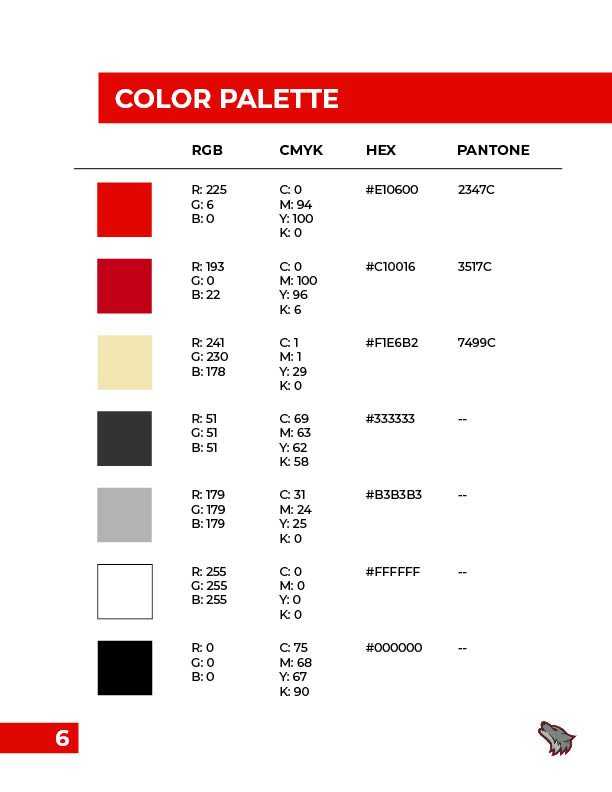 COLOR PALETTE
RGB CMYK HEX PANTONE
R: 225 C: 0 #E10600 2347C
G: 6 M: 94
B: 0 Y: 100
K: 0
R: 193 C: 0 #C10016 3517C
G: 0 M: 100
B: 22 Y: 96
K: 6
R: 241 C: 1 #F1E6B2 7499C
G: 230 M: 1
B: 178 Y: 29
K: 0
R: 51 C: 69 #333333 --
G: 51 M: 63
B: 51 Y: 62
K: 58
R: 179 C: 31 #B3B3B3 --
G: 179 M: 24
B: 179 Y: 25
K: 0
R: 255 C: 0 #FFFFFF --
G: 255 M: 0
B: 255 Y: 0
K: 0
R: 0 C: 75 #000000 --
G: 0 M: 68
B: 0 Y: 67
K: 90
6